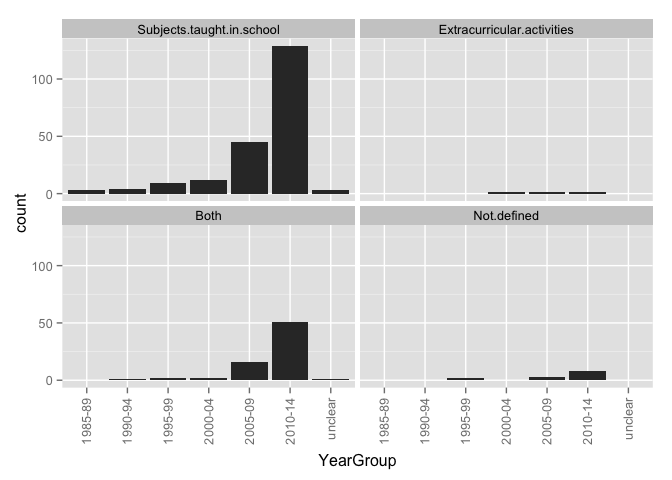 Subjects.taught.in.school
Extracurricular.activities
100
50
0
Both
Not.defined
100
50
0
count
1985-89
1990-94
1995-99
2000-04
2005-09
2010-14
unclear
1985-89
1990-94
1995-99
2000-04
2005-09
2010-14
unclear
YearGroup